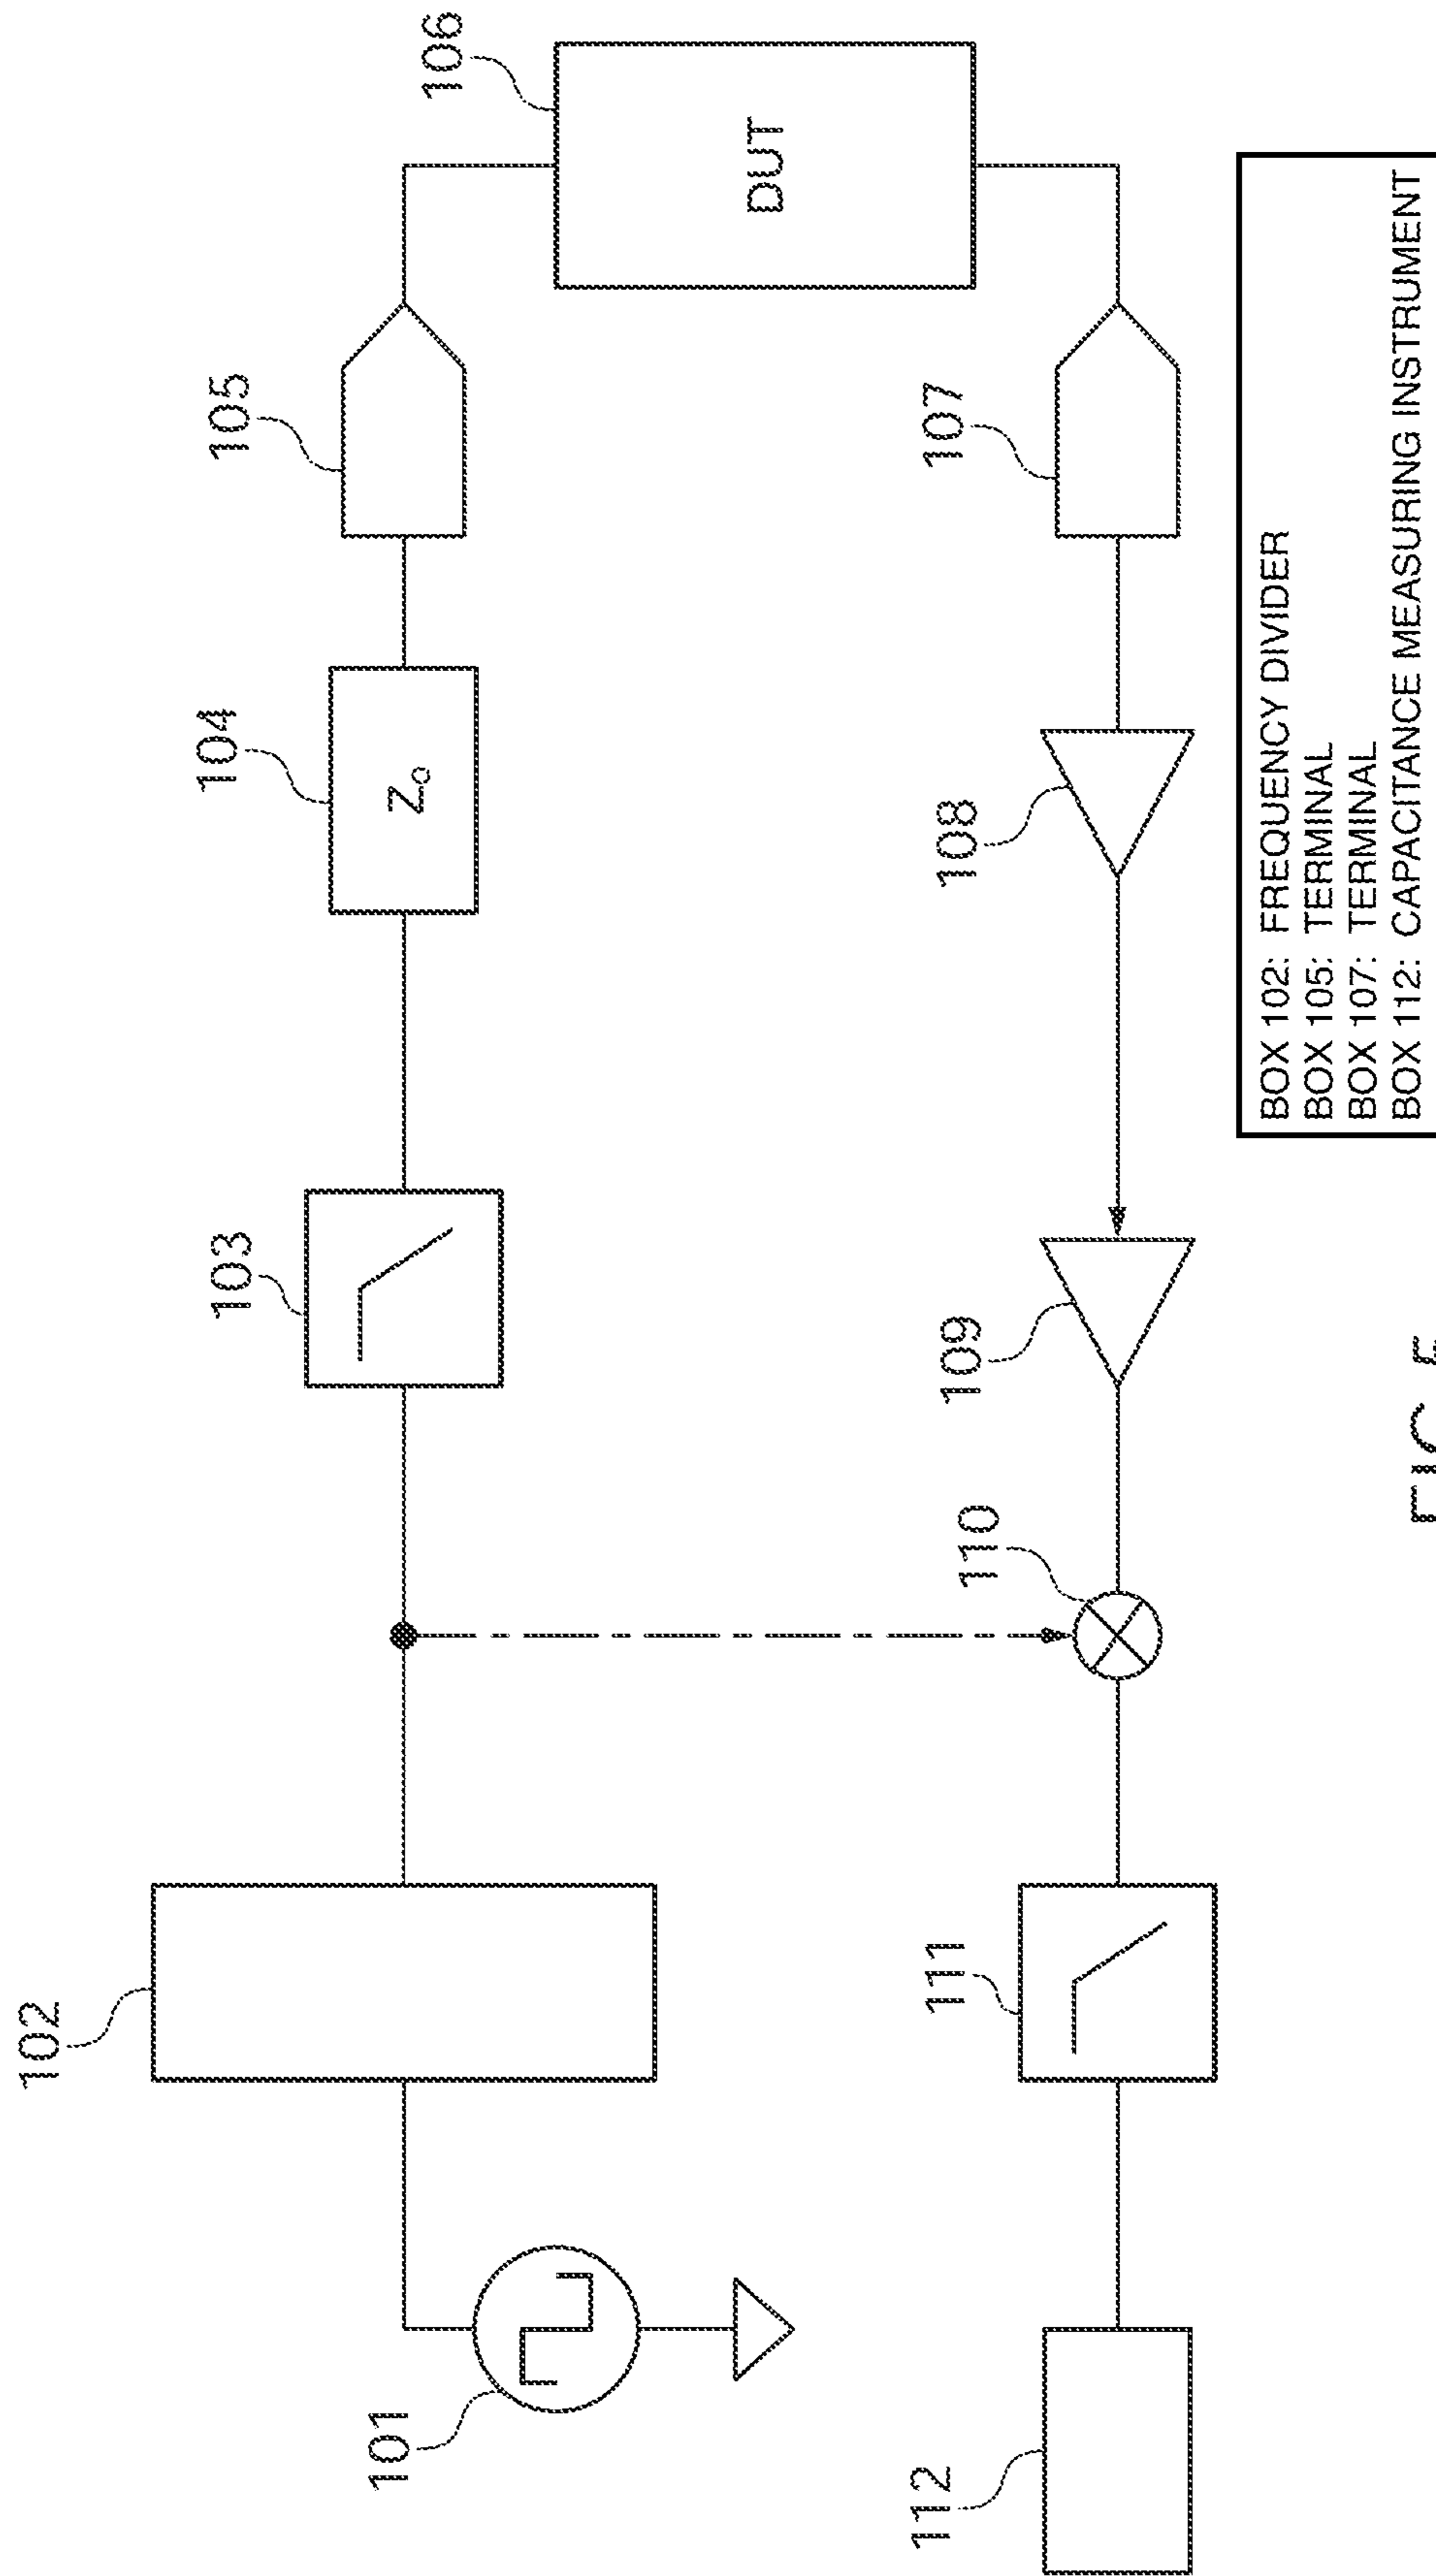 101
102
103
104
Z₀
105
106
DUT
112
111
110
109
108
107
BOX 102: FREQUENCY DIVIDER
BOX 105: TERMINAL
BOX 107: TERMINAL
BOX 112: CAPACITANCE MEASURING INSTRUMENT